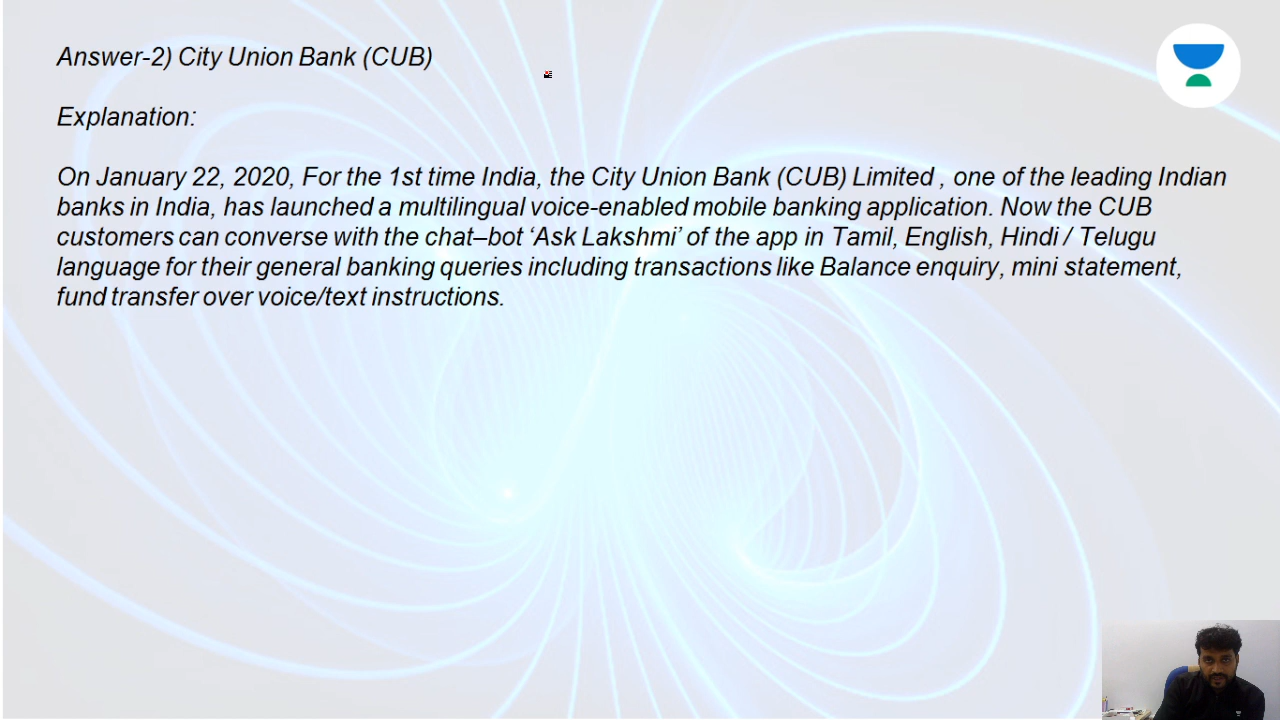 Answer-2) City Union Bank (CUB)
Explanation:
On January 22, 2020, For the 1st time India, the City Union Bank (CUB) Limited , one of the leading Indian
banks in India, has launched a multilingual voice-enabled mobile banking application. Now the CUB
customers can converse with the chat–bot ‘Ask Lakshmi’ of the app in Tamil, English, Hindi / Telugu
language for their general banking queries including transactions like Balance enquiry, mini statement,
fund transfer over voice/text instructions.